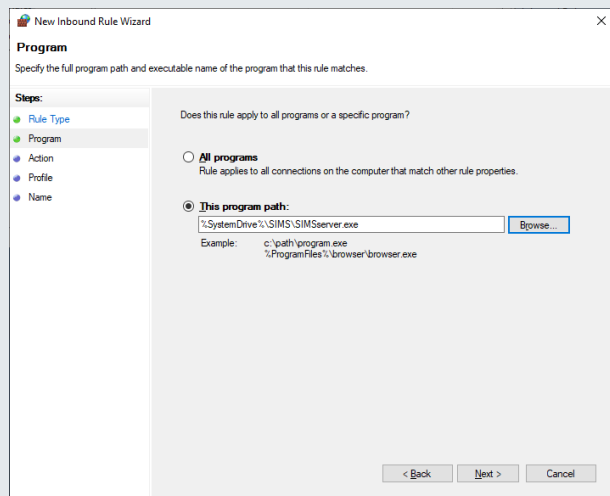 New Inbound Rule Wizard
Program
Specify the full program path and executable name of the program that this rule matches.
Steps:
Rule Type
Program
Action
Profile
Name
Does this rule apply to all programs or a specific program?
All programs
Rule applies to all connections on the computer that match other rule properties.
This program path:
%SystemDrive%\SIMS\SIMSserver.exe
Browse...
Example: c:\path\program.exe
%ProgramFiles%\browser\browser.exe
< Back Next > Cancel